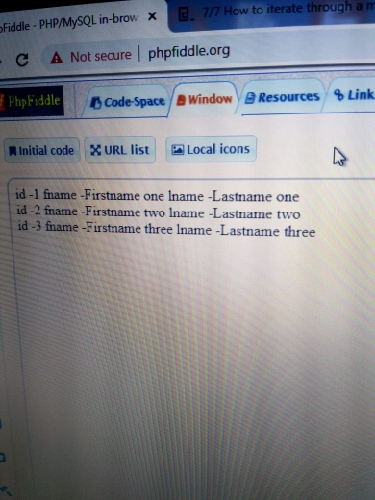 Fiddle - PHP/MySQL in-brow
7/7 How to iterate through a m
Not secure | phpfiddle.org
PhpFiddle
Code-Space
Window
Resources
Link
Initial code
URL list
Local icons
id -1 fname -Firstname one lname -Lastname one
id -2 fname -Firstname two lname -Lastname two
id -3 fname -Firstname three lname -Lastname three